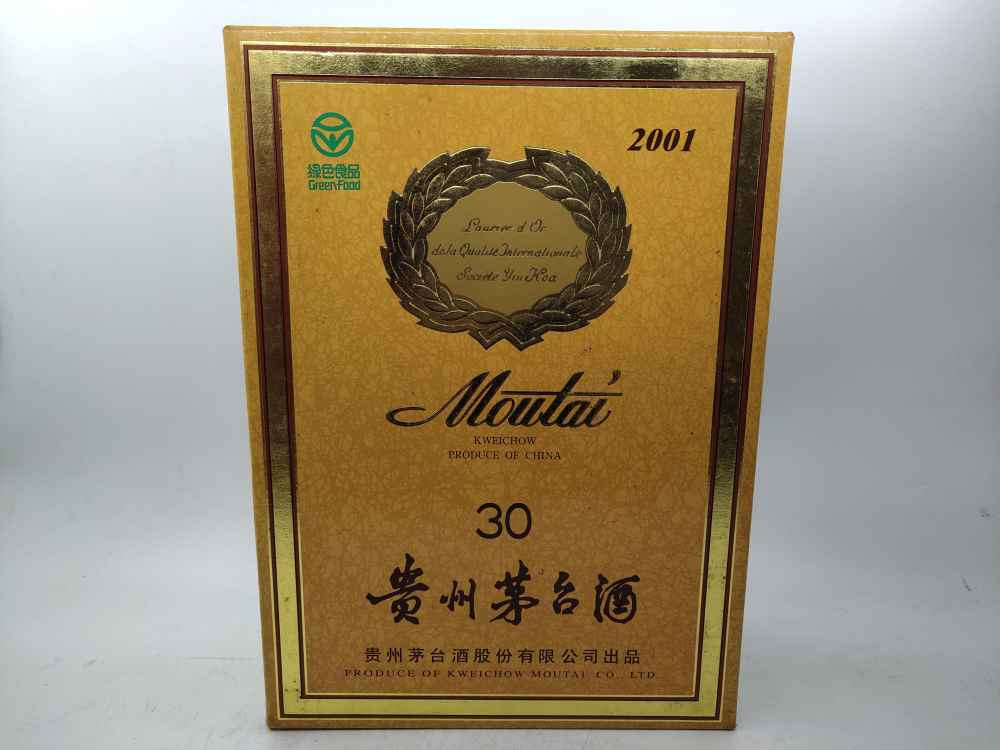 绿色食品
GreenFood
2001
Laurier d'Or
de la Qualité Internationale
Societe Yin Hoa
Moutai
KWEICHOW
PRODUCE OF CHINA
30
贵州茅台酒
贵州茅台酒股份有限公司出品
PRODUCE OF KWEICHOW MOUTAI CO., LTD.